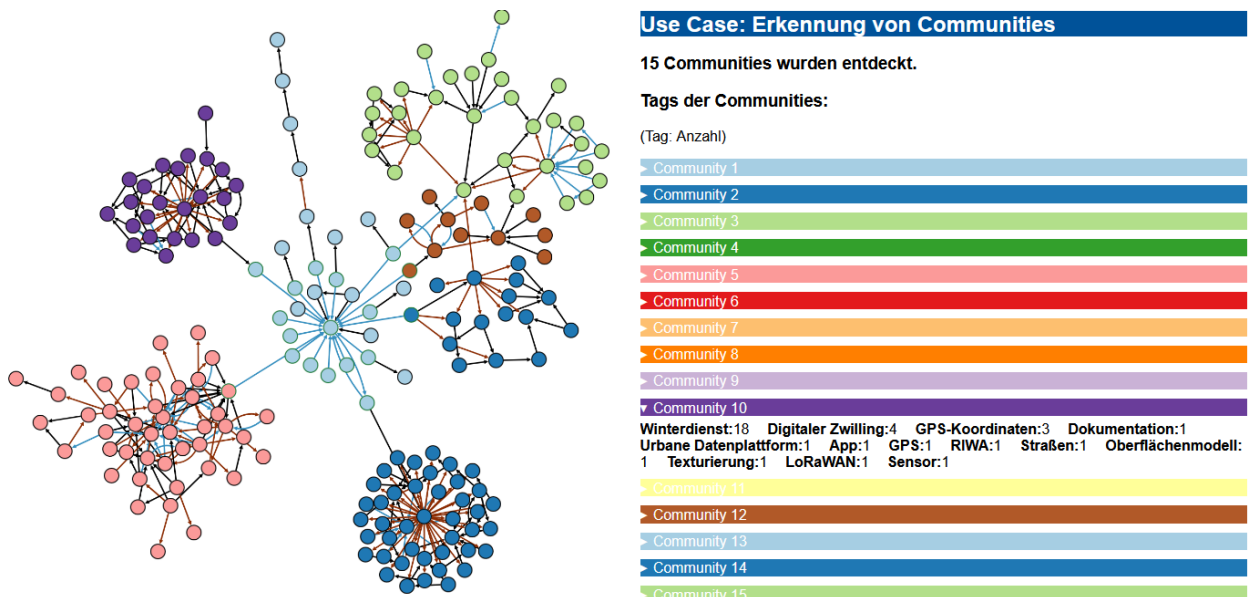 Use Case: Erkennung von Communities
15 Communities wurden entdeckt.
Tags der Communities:
(Tag: Anzahl)
Community 1
Community 2
Community 3
Community 4
Community 5
Community 6
Community 7
Community 8
Community 9
Community 10
Winterdienst:18 Digitaler Zwilling:4 GPS-Koordinaten:3 Dokumentation:1
Urbane Datenplattform:1 App:1 GPS:1 RIWA:1 Straßen:1 Oberflächenmodell:
1 Texturierung:1 LoRaWAN:1 Sensor:1
Community 11
Community 12
Community 13
Community 14
Community 15